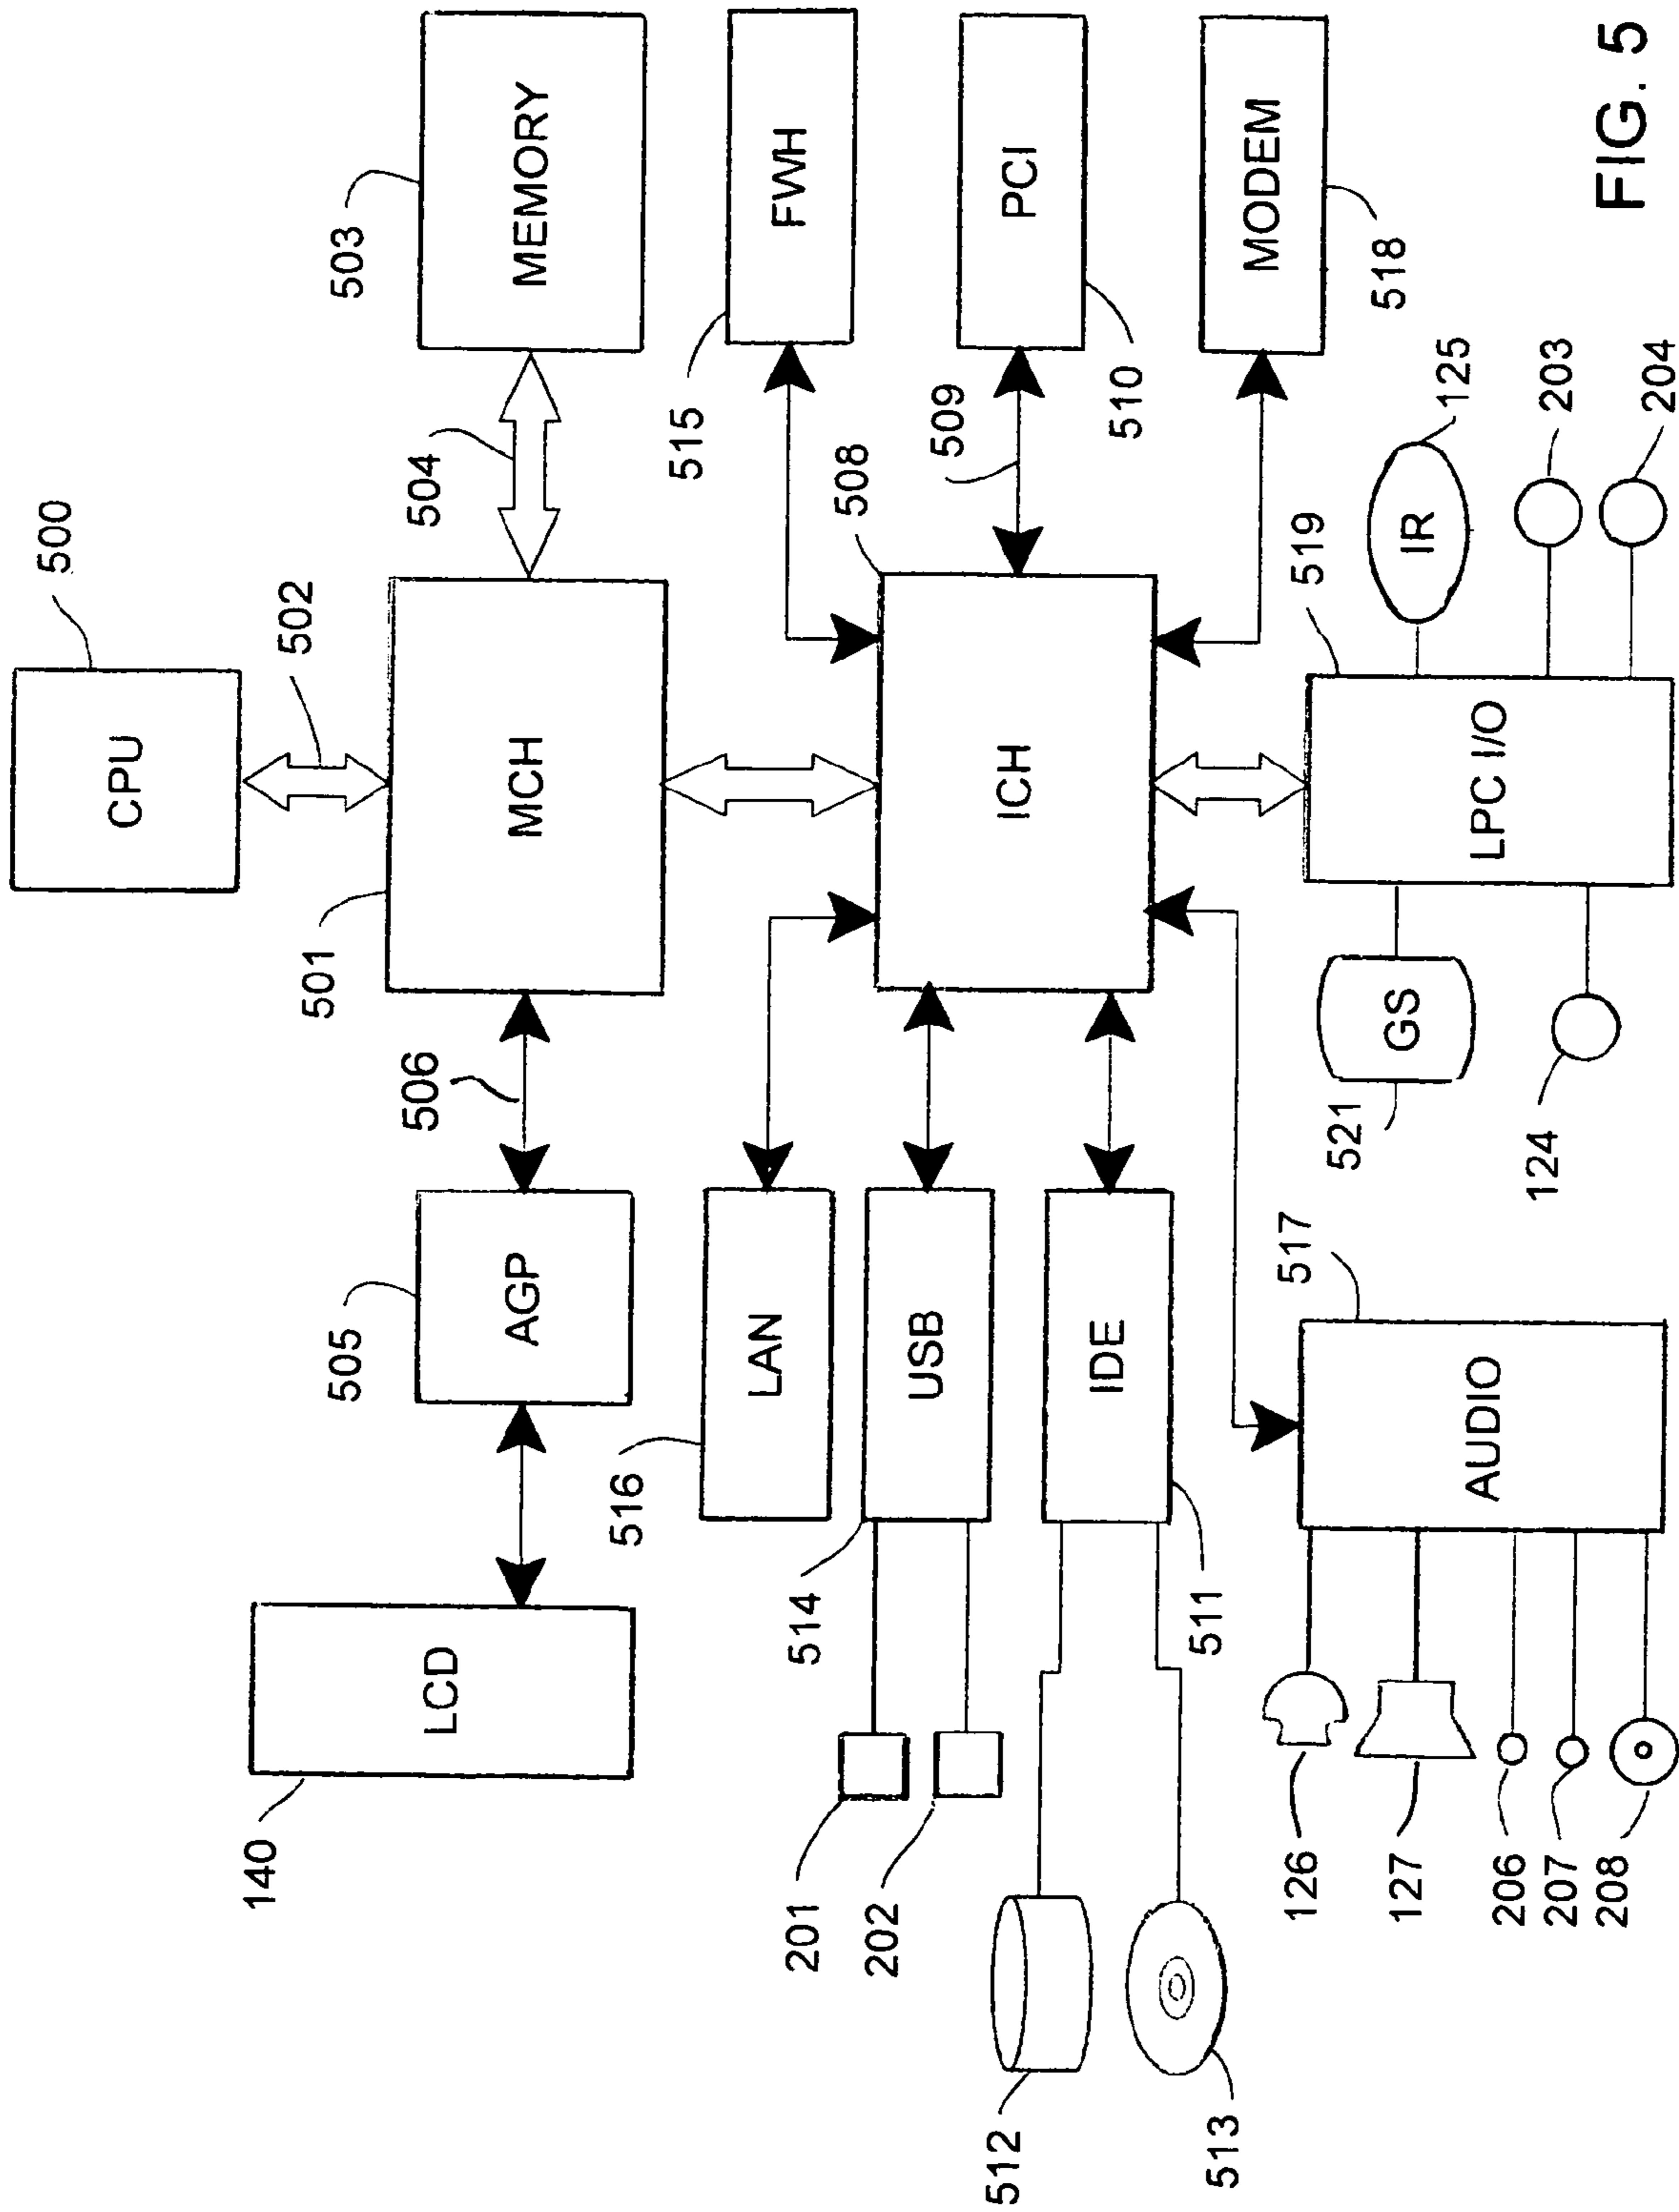 500
CPU
502
140
LCD
505
AGP
506
501
MCH
504
503
MEMORY
516
LAN
515
FWH
201
202
514
USB
508
ICH
509
PCI
510
512
513
511
IDE
518
MODEM
517
AUDIO
126
127
206
207
208
521
GS
124
519
LPC I/O
IR
125
203
204
FIG. 5